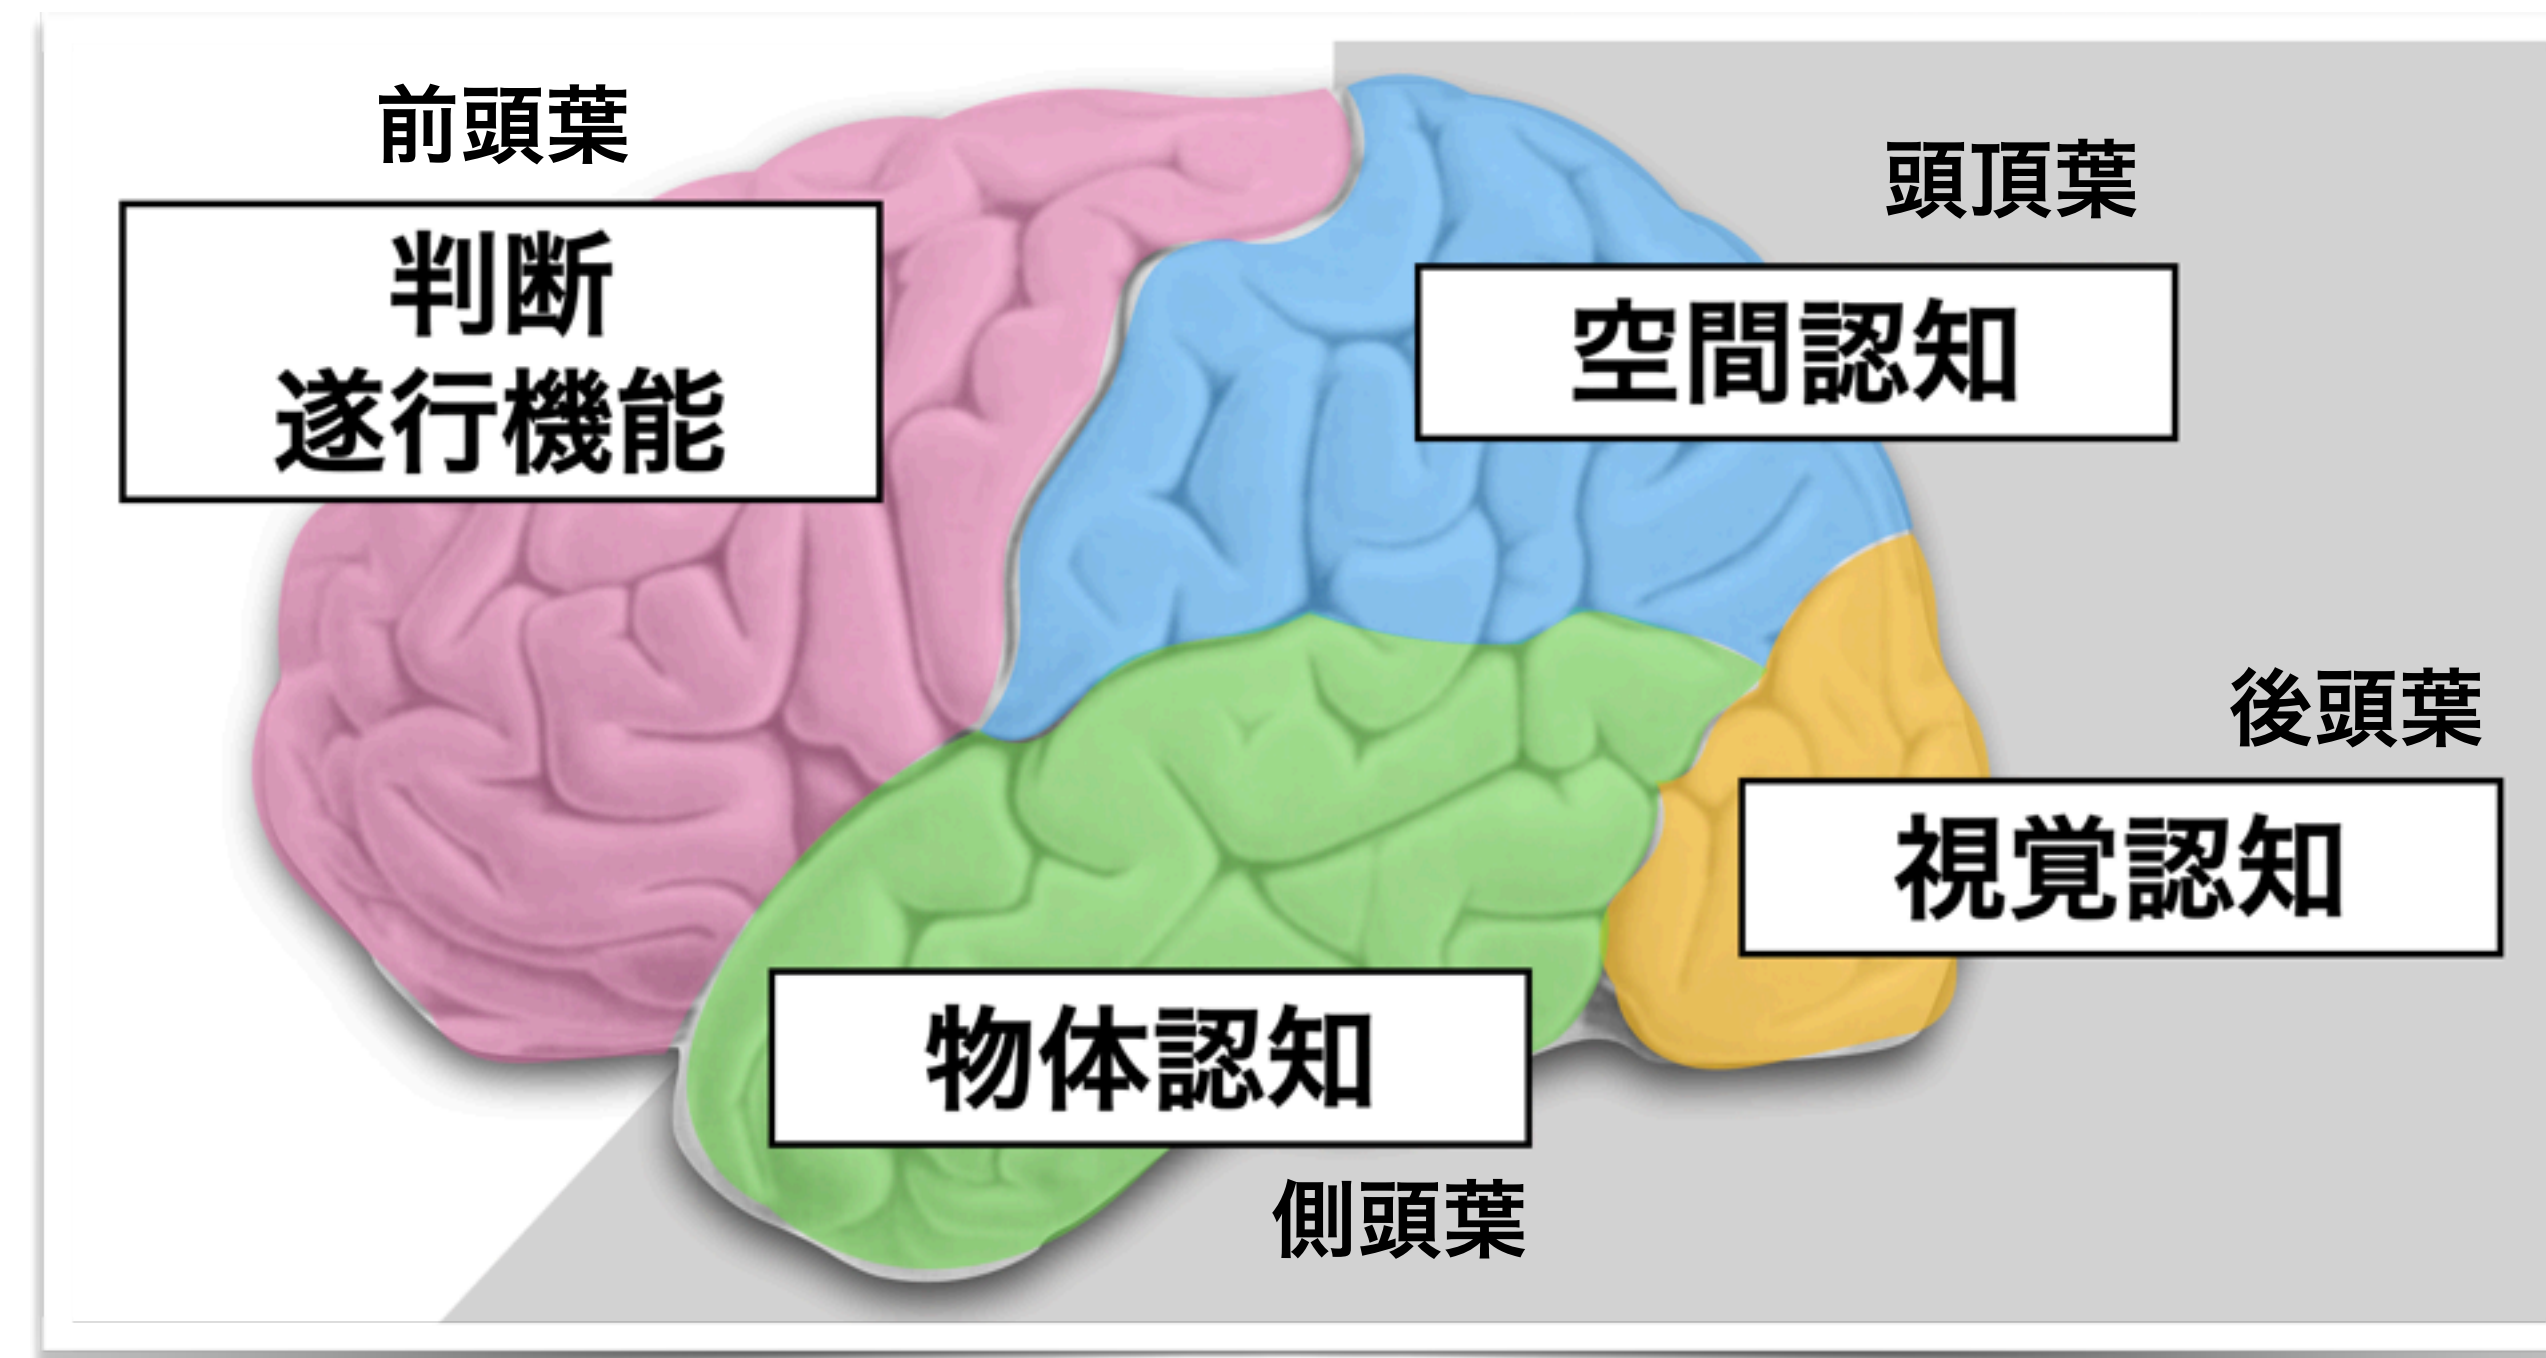 前頭葉
判断
遂行機能
頭頂葉
空間認知
後頭葉
視覚認知
物体認知
側頭葉